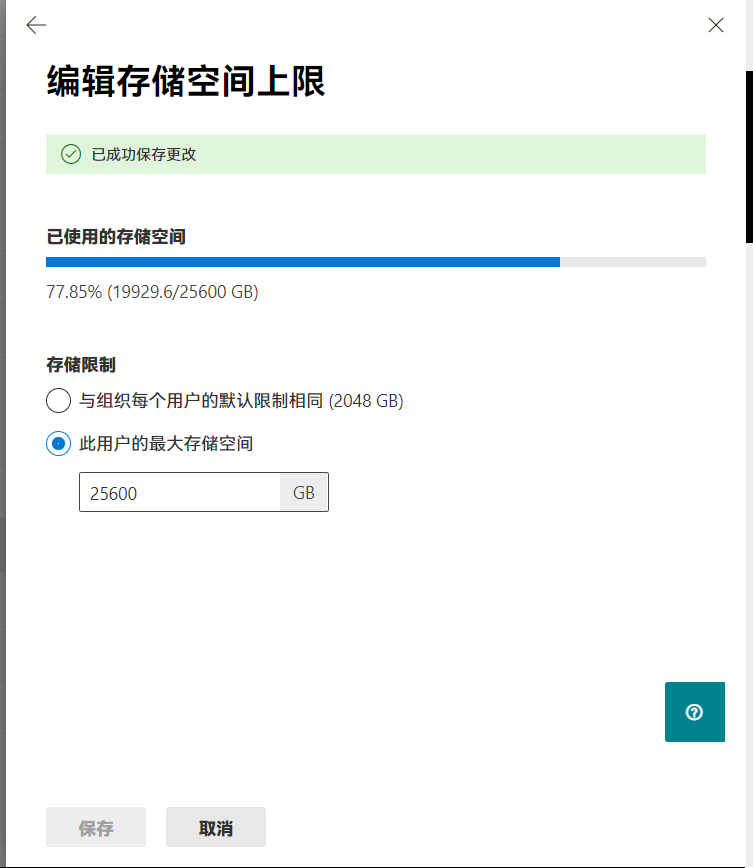 编辑存储空间上限
已成功保存更改
已使用的存储空间
77.85% (19929.6/25600 GB)
存储限制
与组织每个用户的默认限制相同 (2048 GB)
此用户的最大存储空间
25600 GB
保存 取消